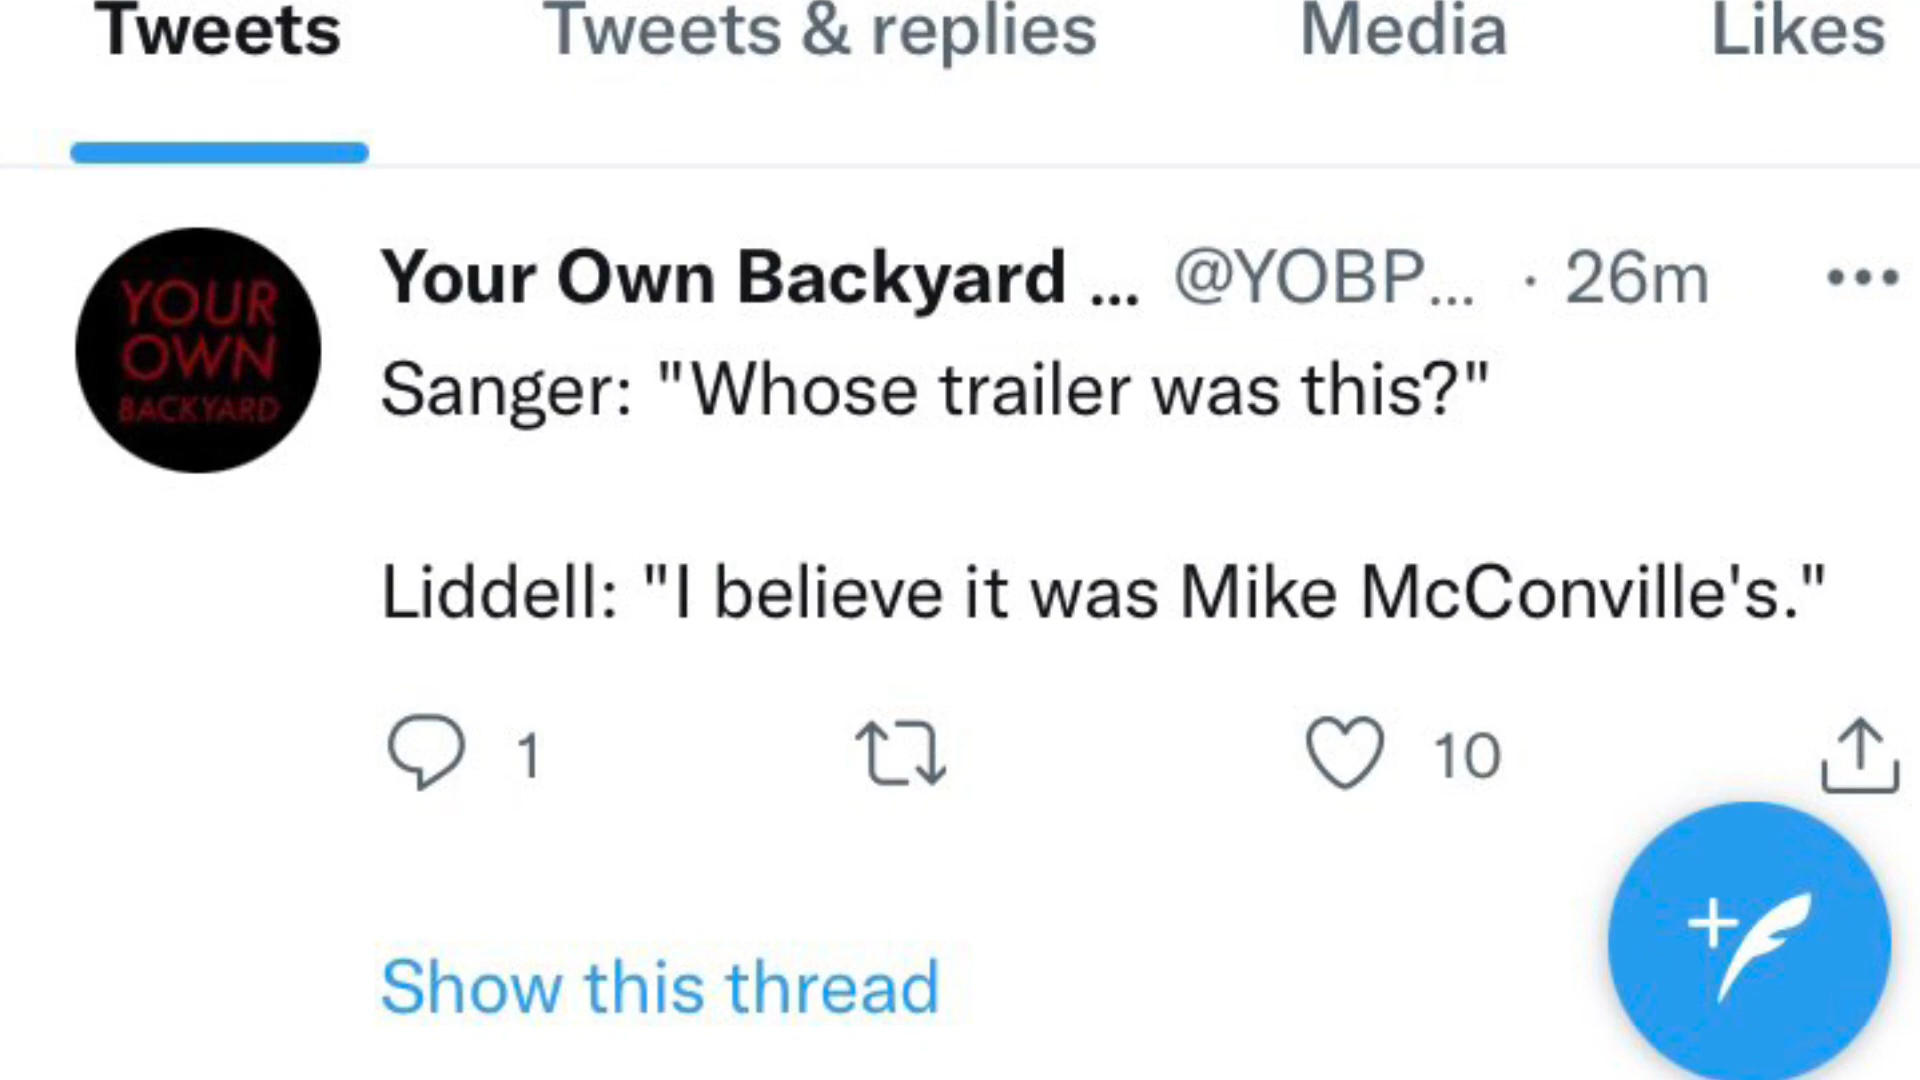 Tweets Tweets & replies Media Likes
YOUR
OWN
BACKYARD
Your Own Backyard ... @YOBP... · 26m
Sanger: "Whose trailer was this?"
Liddell: "I believe it was Mike McConville's."
1 10
Show this thread